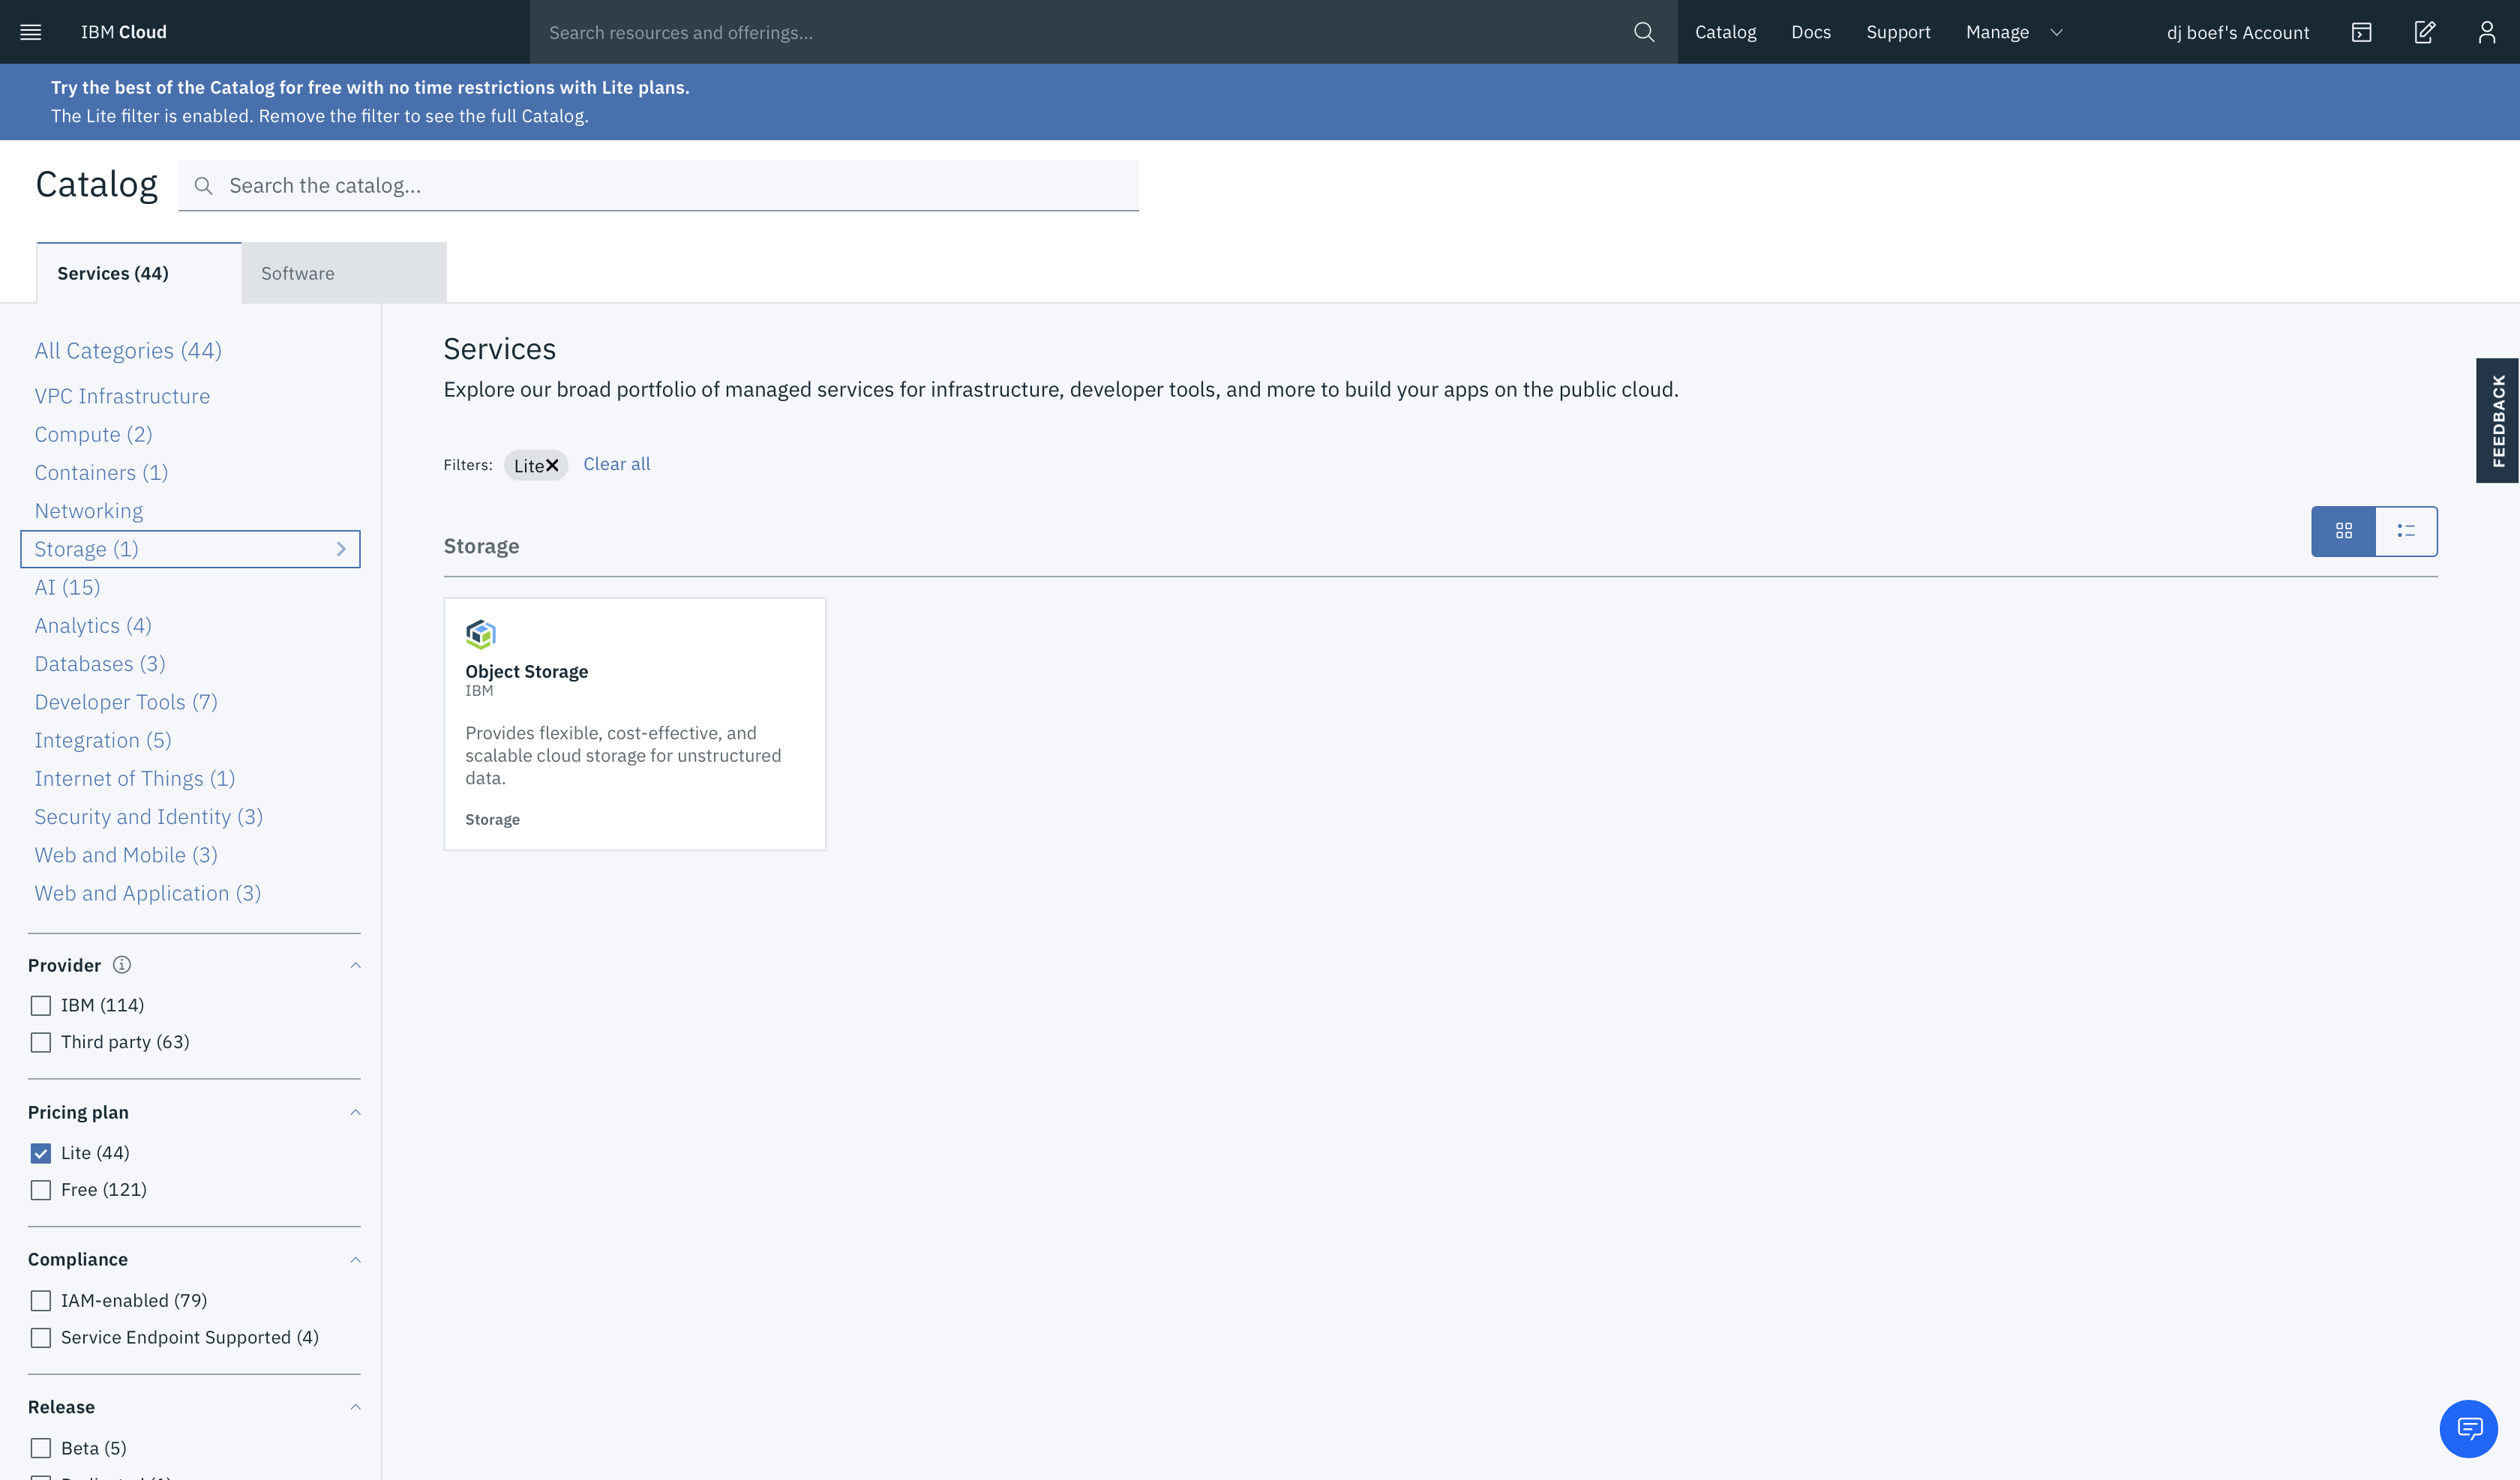 IBM Cloud
Search resources and offerings...
Catalog
Docs
Support
Manage
dj boef's Account
Try the best of the Catalog for free with no time restrictions with Lite plans.
The Lite filter is enabled. Remove the filter to see the full Catalog.
Catalog
Search the catalog...
Services (44)
Software
All Categories (44)
VPC Infrastructure
Compute (2)
Containers (1)
Networking
Storage (1)
AI (15)
Analytics (4)
Databases (3)
Developer Tools (7)
Integration (5)
Internet of Things (1)
Security and Identity (3)
Web and Mobile (3)
Web and Application (3)
Provider
IBM (114)
Third party (63)
Pricing plan
Lite (44)
Free (121)
Compliance
IAM-enabled (79)
Service Endpoint Supported (4)
Release
Beta (5)
Services
Explore our broad portfolio of managed services for infrastructure, developer tools, and more to build your apps on the public cloud.
Filters:
Lite
Clear all
Storage
Object Storage
IBM
Provides flexible, cost-effective, and
scalable cloud storage for unstructured
data.
Storage
FEEDBACK